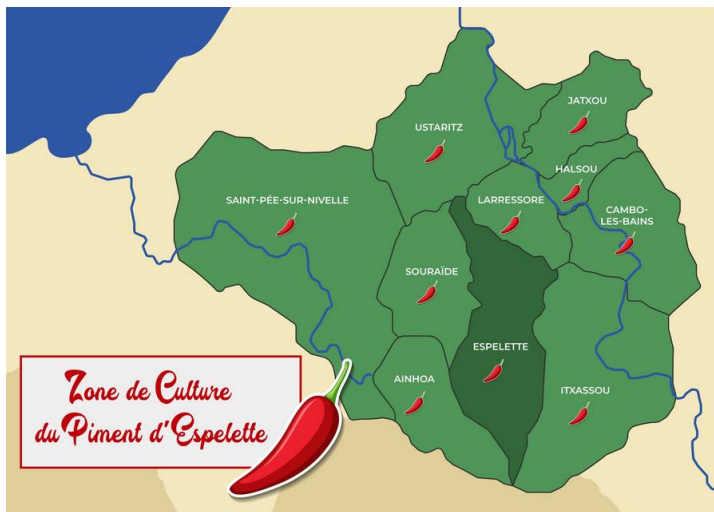 JATXOU
USTARITZ
HALSOU
SAINT-PÉE-SUR-NIVELLE
LARRESSORE
CAMBO-
LES-BAINS
SOURAÏDE
ESPELETTE
AINHOA
ITXASSOU
Zone de Culture
du Piment d'Espelette